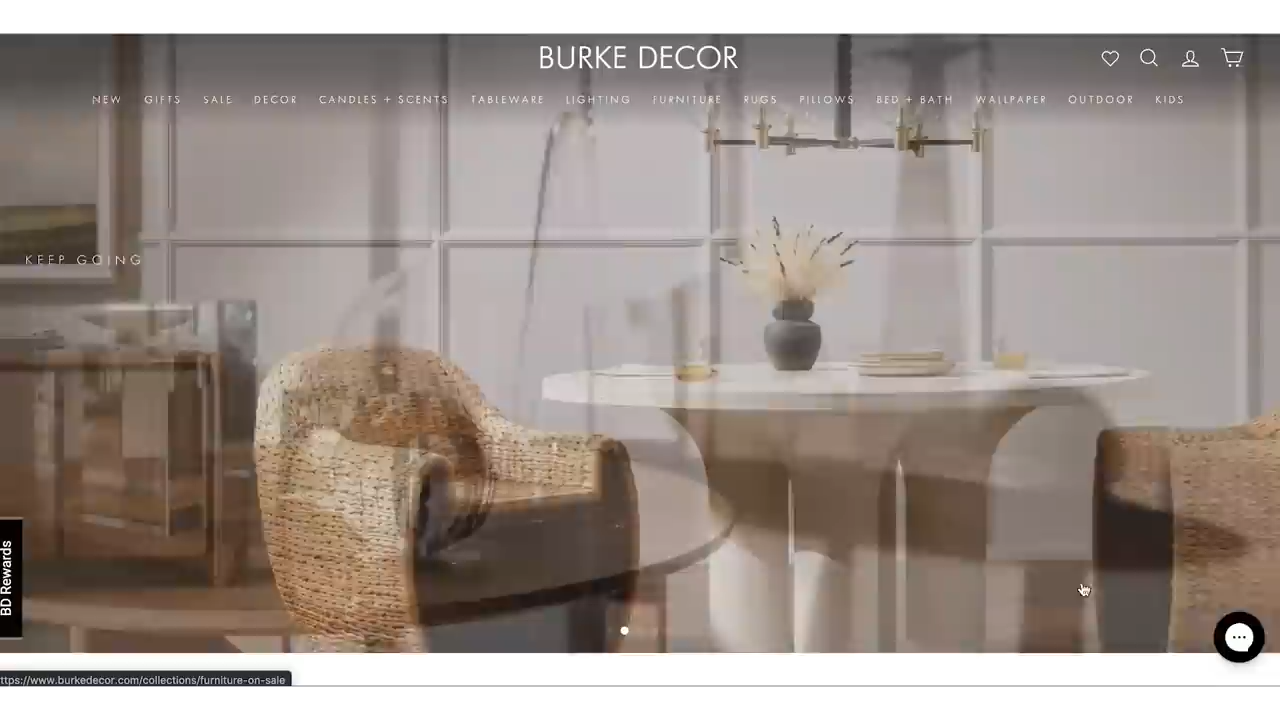 BURKE DECOR
NEW GIFTS SALE DECOR CANDLES + SCENTS TABLEWARE LIGHTING FURNITURE RUGS PILLOWS BED + BATH WALLPAPER OUTDOOR KIDS
KEEP GOING
BD Rewards
ttps://www.burkedecor.com/collections/furniture-on-sale